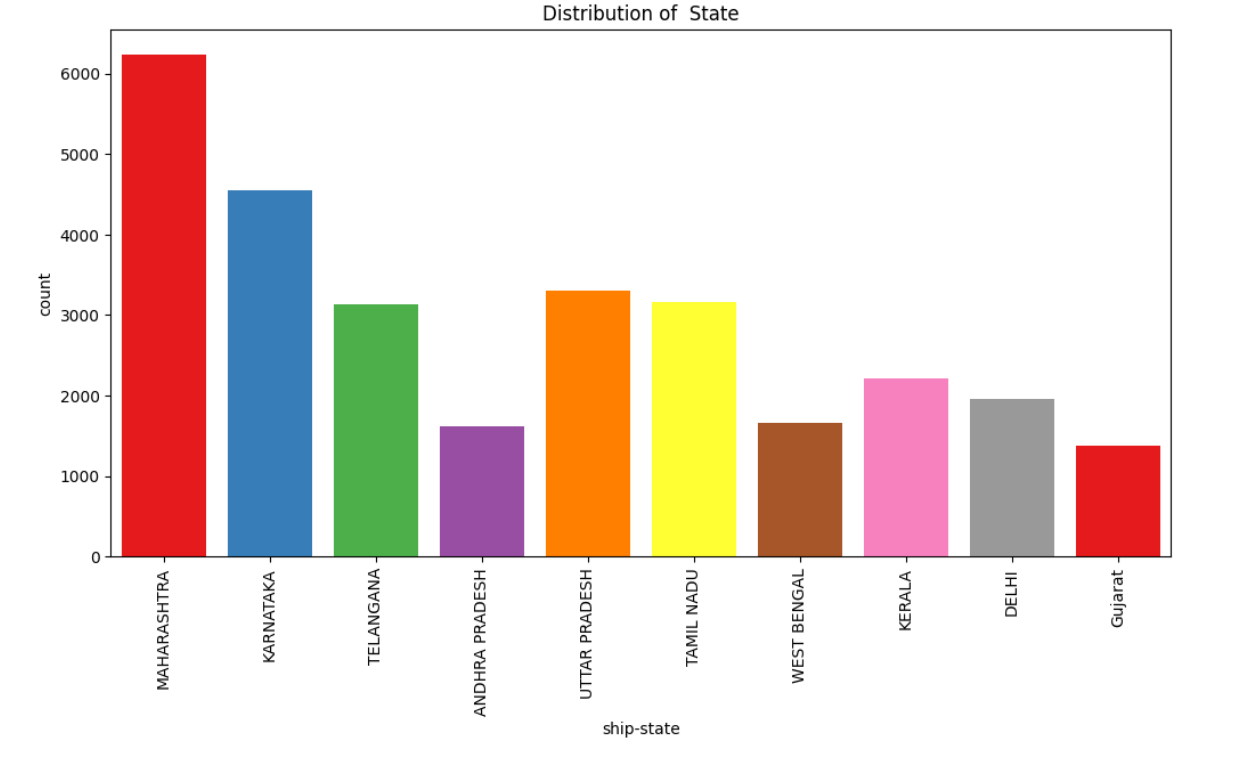 Distribution of  State
6000
5000
4000
3000
2000
1000
0
count
MAHARASHTRA
KARNATAKA
TELANGANA
ANDHRA PRADESH
UTTAR PRADESH
TAMIL NADU
WEST BENGAL
KERALA
DELHI
Gujarat
ship-state